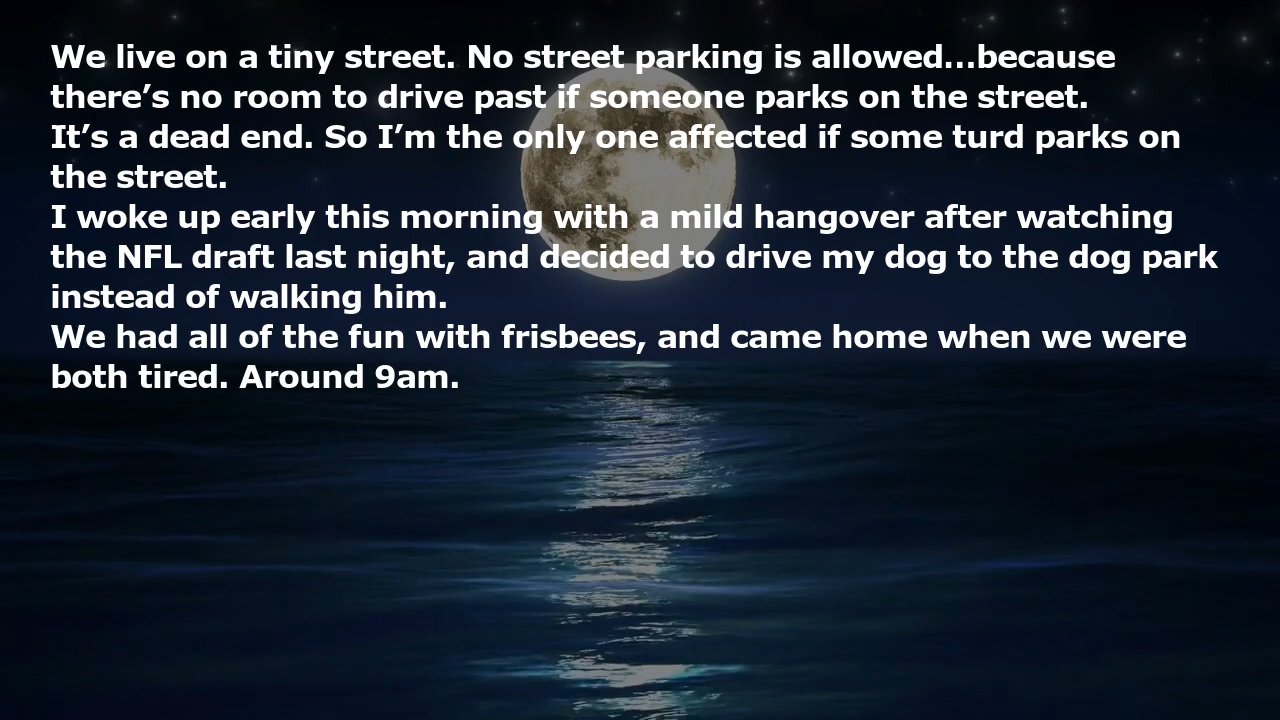 We live on a tiny street. No street parking is allowed...because
there’s no room to drive past if someone parks on the street.
It’s a dead end. So I’m the only one affected if some turd parks on
the street.
I woke up early this morning with a mild hangover after watching
the NFL draft last night, and decided to drive my dog to the dog park
instead of walking him.
We had all of the fun with frisbees, and came home when we were
both tired. Around 9am.